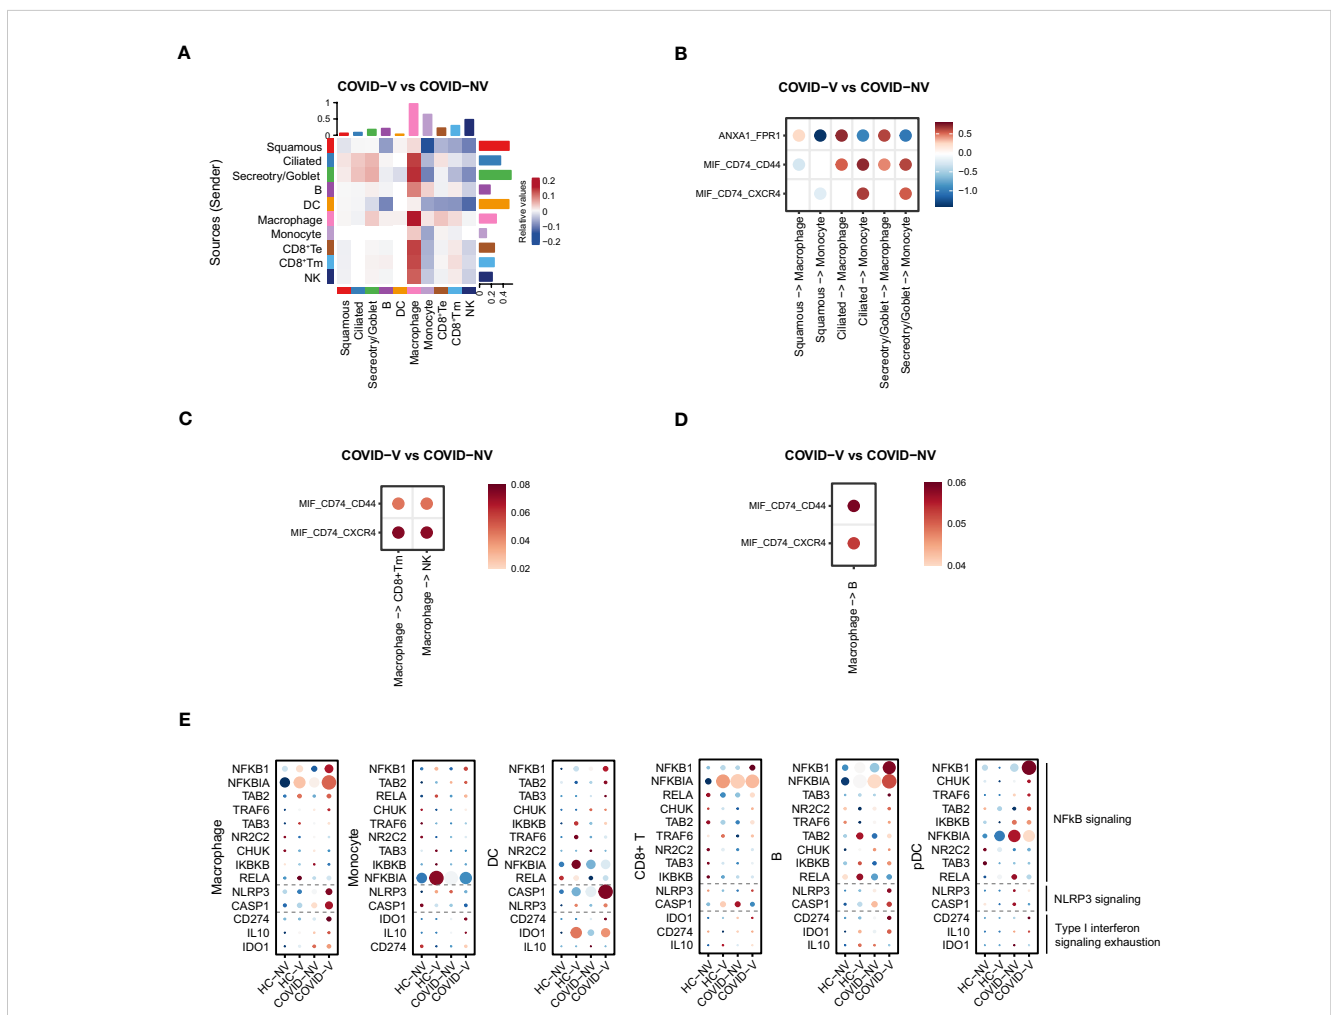 A
COVID−V vs COVID−NV
1
0.5
0
Sources (Sender)
Squamous
Ciliated
Secreotry/Goblet
B
DC
Macrophage
Monocyte
CD8⁺Te
CD8⁺Tm
NK
0
0.2
0.4
Squamous
Ciliated
Secreotry/Goblet
B
DC
Macrophage
Monocyte
CD8⁺Te
CD8⁺Tm
NK
Relative values
0.2
0.1
0
−0.1
−0.2
B
COVID−V vs COVID−NV
ANXA1_FPR1
MIF_CD74_CD44
MIF_CD74_CXCR4
Squamous −> Macrophage
Squamous −> Monocyte
Ciliated −> Macrophage
Ciliated −> Monocyte
Secreotry/Goblet −> Macrophage
Secreotry/Goblet −> Monocyte
0.5
0.0
−0.5
−1.0
C
COVID−V vs COVID−NV
MIF_CD74_CD44
MIF_CD74_CXCR4
Macrophage −> CD8+Tm
Macrophage −> NK
0.08
0.06
0.04
0.02
D
COVID−V vs COVID−NV
MIF_CD74_CD44
MIF_CD74_CXCR4
Macrophage −> B
0.06
0.05
0.04
E
Macrophage
NFKB1
NFKBIA
TAB2
TRAF6
TAB3
NR2C2
CHUK
IKBKB
RELA
NLRP3
CASP1
CD274
IL10
IDO1
HC−NV
HC−V
COVID−NV
COVID−V
Monocyte
NFKB1
TAB2
RELA
CHUK
TRAF6
NR2C2
TAB3
IKBKB
NFKBIA
NLRP3
CASP1
IDO1
IL10
CD274
HC−NV
HC−V
COVID−NV
COVID−V
DC
NFKB1
TAB2
TAB3
CHUK
IKBKB
TRAF6
NR2C2
NFKBIA
RELA
CASP1
NLRP3
CD274
IDO1
IL10
HC−NV
HC−V
COVID−NV
COVID−V
CD8+ T
NFKB1
NFKBIA
RELA
CHUK
TAB2
TRAF6
NR2C2
TAB3
IKBKB
NLRP3
CASP1
IDO1
CD274
IL10
HC−NV
HC−V
COVID−NV
COVID−V
B
NFKB1
NFKBIA
TAB3
NR2C2
TRAF6
TAB2
CHUK
IKBKB
RELA
NLRP3
CASP1
CD274
IDO1
IL10
HC−NV
HC−V
COVID−NV
COVID−V
pDC
NFKB1
CHUK
TRAF6
TAB2
IKBKB
NFKBIA
NR2C2
TAB3
RELA
NLRP3
CASP1
CD274
IL10
IDO1
HC−NV
HC−V
COVID−NV
COVID−V
NFkB signaling
NLRP3 signaling
Type I interferon
signaling exhaustion